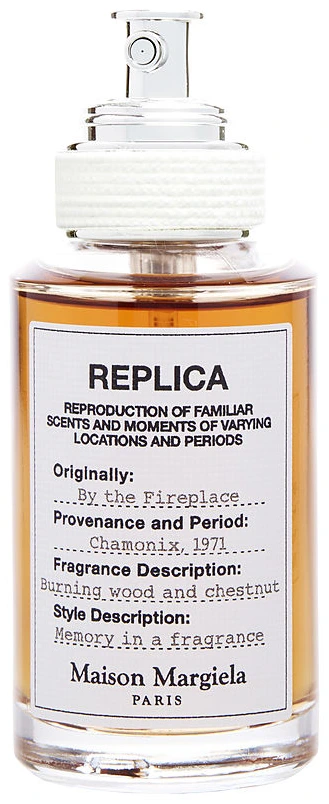 REPLICA
REPRODUCTION OF FAMILIAR
SCENTS AND MOMENTS OF VARYING
LOCATIONS AND PERIODS
Originally:
By the Fireplace
Provenance and Period:
Chamonix, 1971
Fragrance Description:
Burning wood and chestnut
Style Description:
Memory in a fragrance
Maison Margiela
PARIS